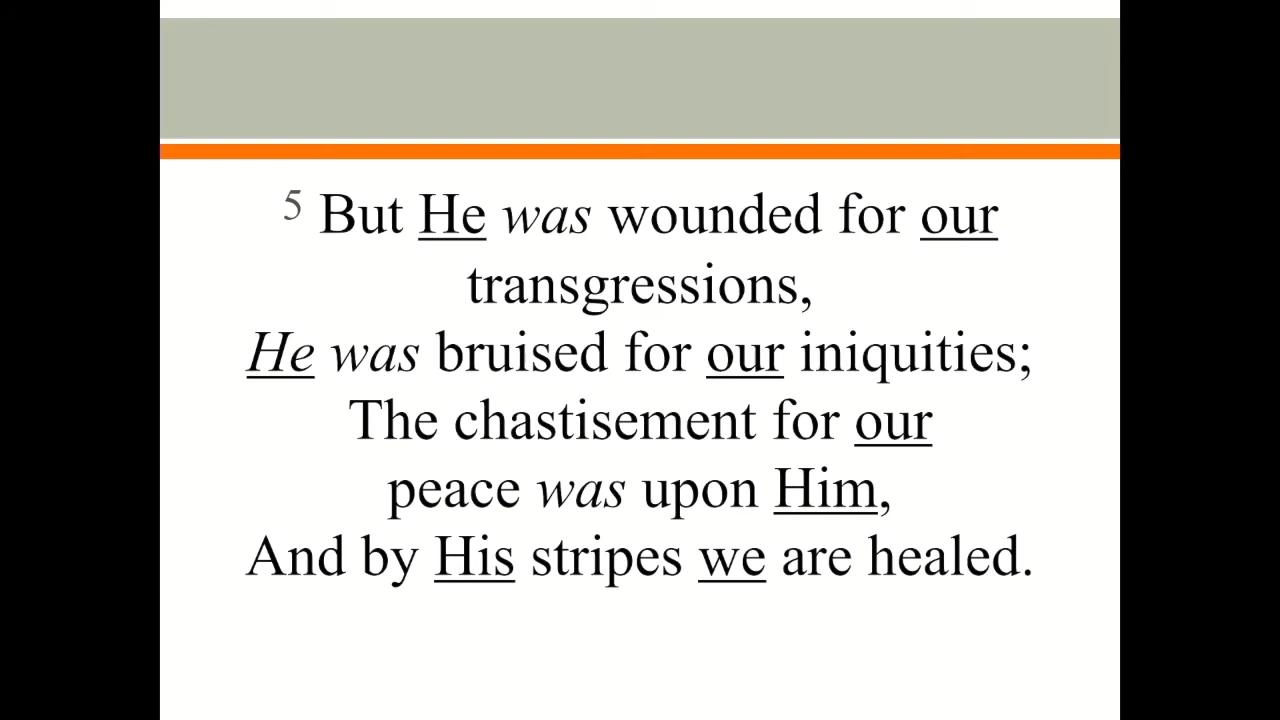 5 But He was wounded for our
transgressions,
He was bruised for our iniquities;
The chastisement for our
peace was upon Him,
And by His stripes we are healed.